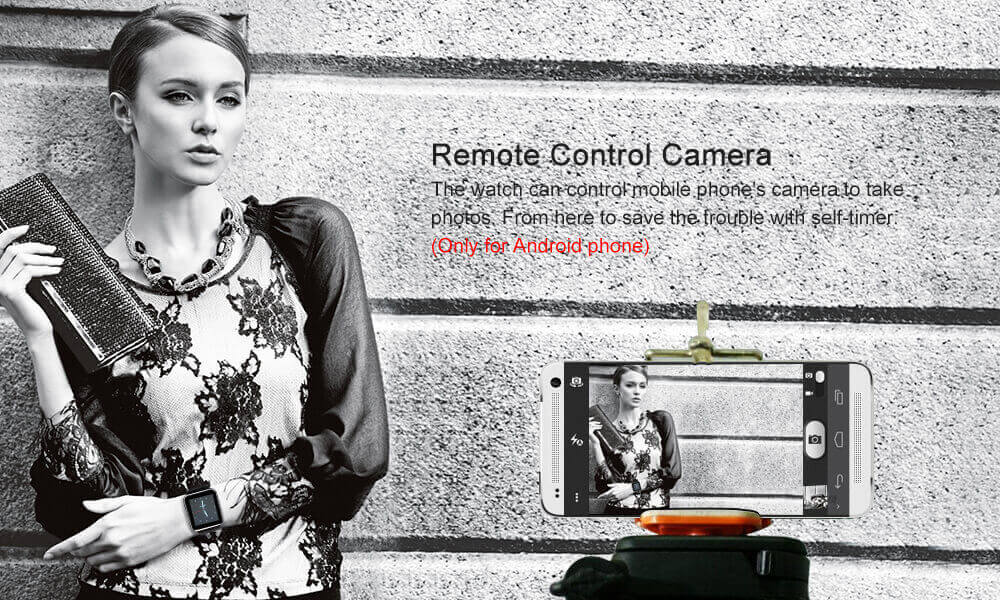 Remote Control Camera
The watch can control mobile phone's camera to take
photos. From here to save the trouble with self-timer.
(Only for Android phone)